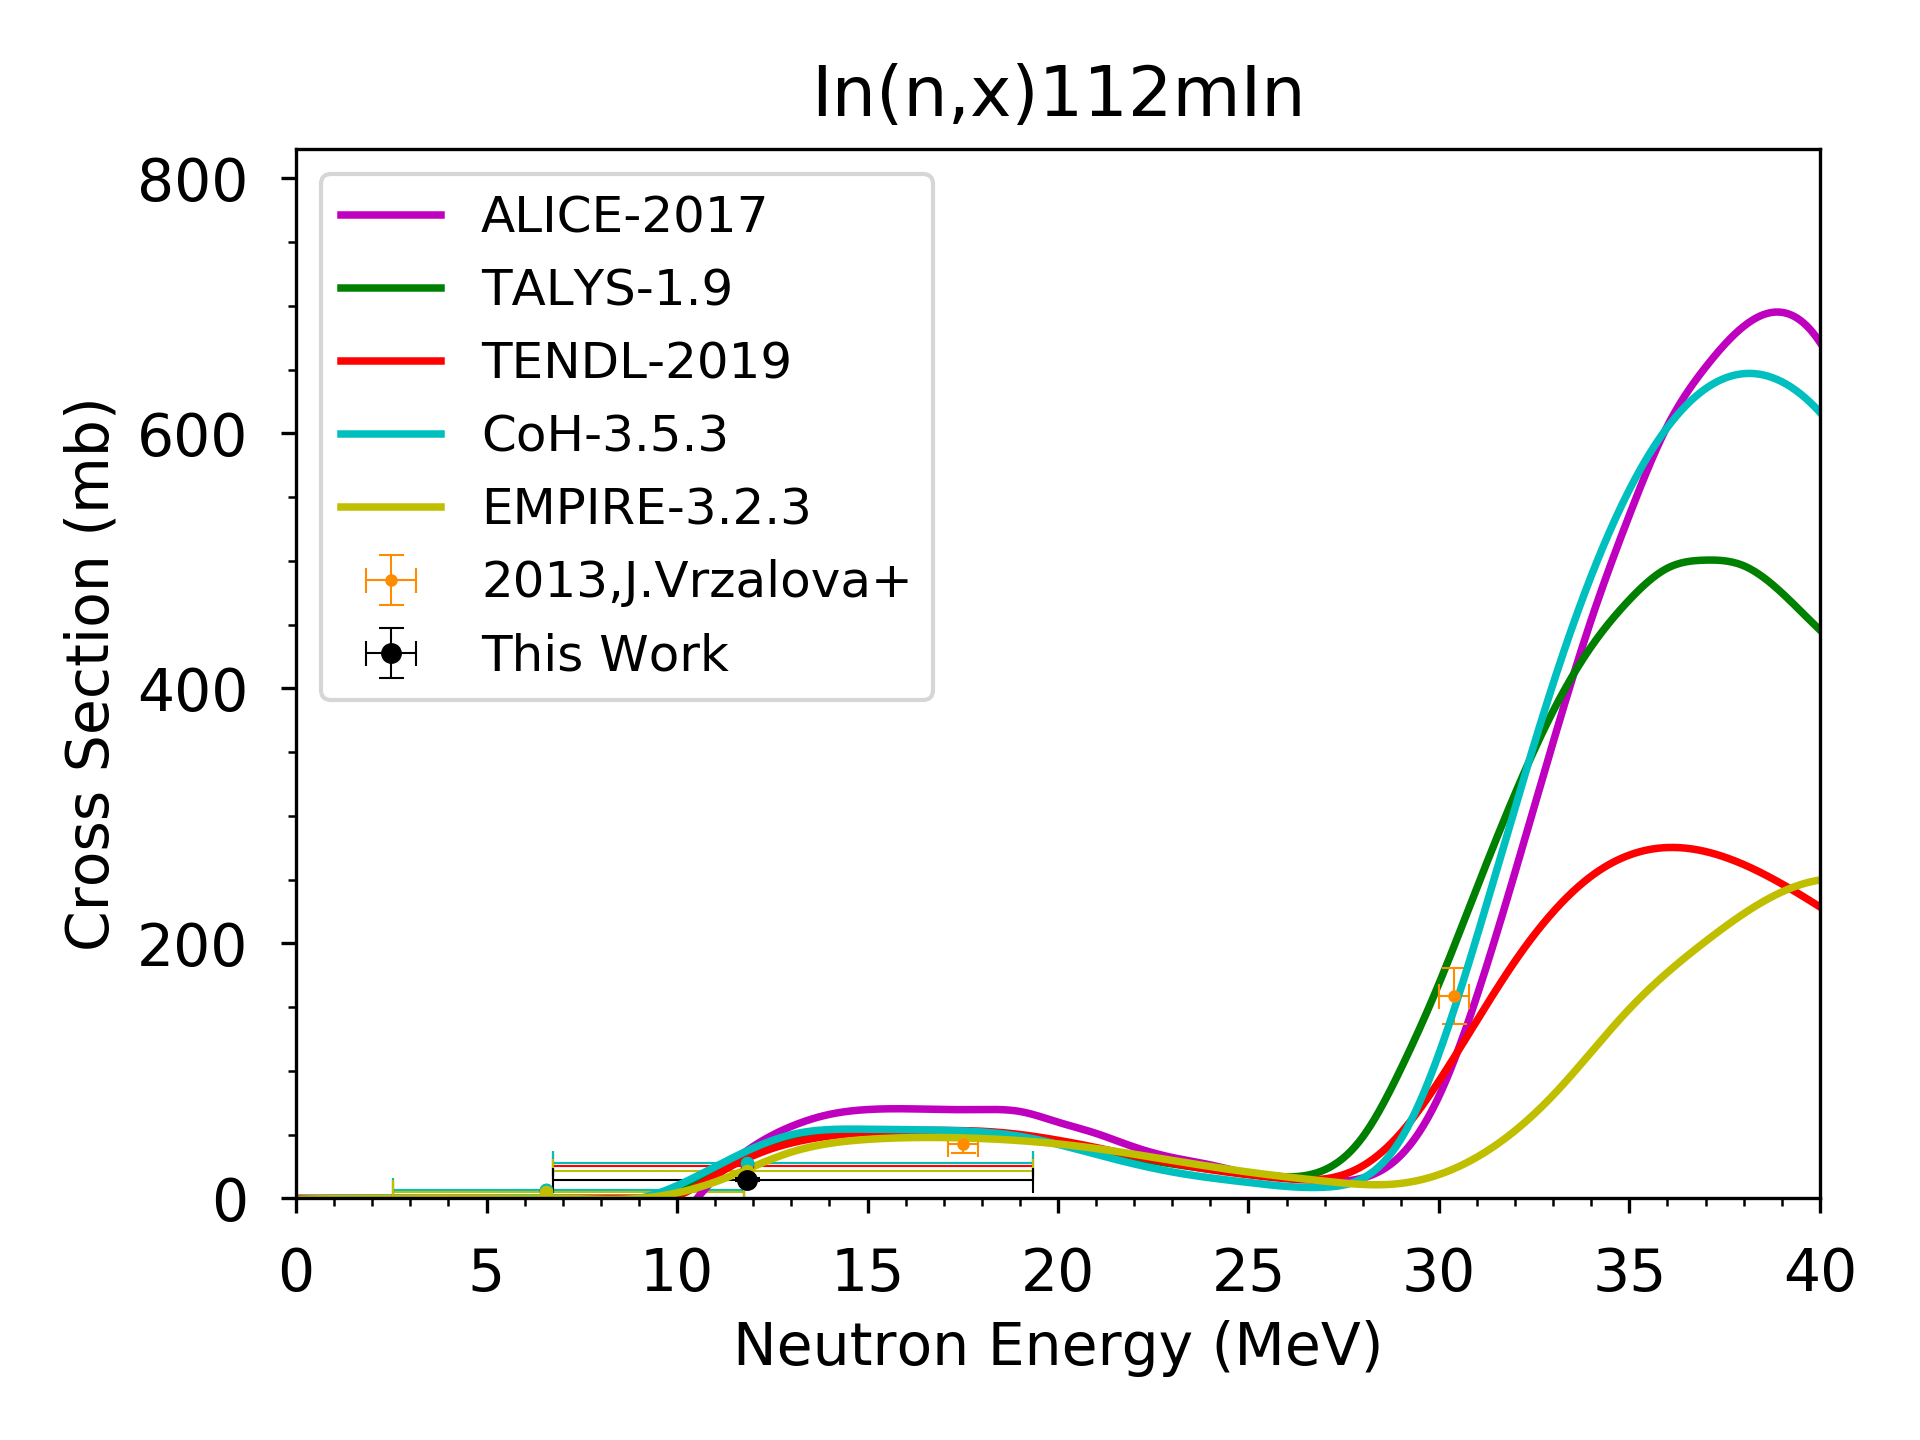 In(n,x)112mIn
800
600
400
200
0
Cross Section (mb)
ALICE-2017
TALYS-1.9
TENDL-2019
CoH-3.5.3
EMPIRE-3.2.3
2013,J.Vrzalova+
This Work
0 5 10 15 20 25 30 35 40
Neutron Energy (MeV)